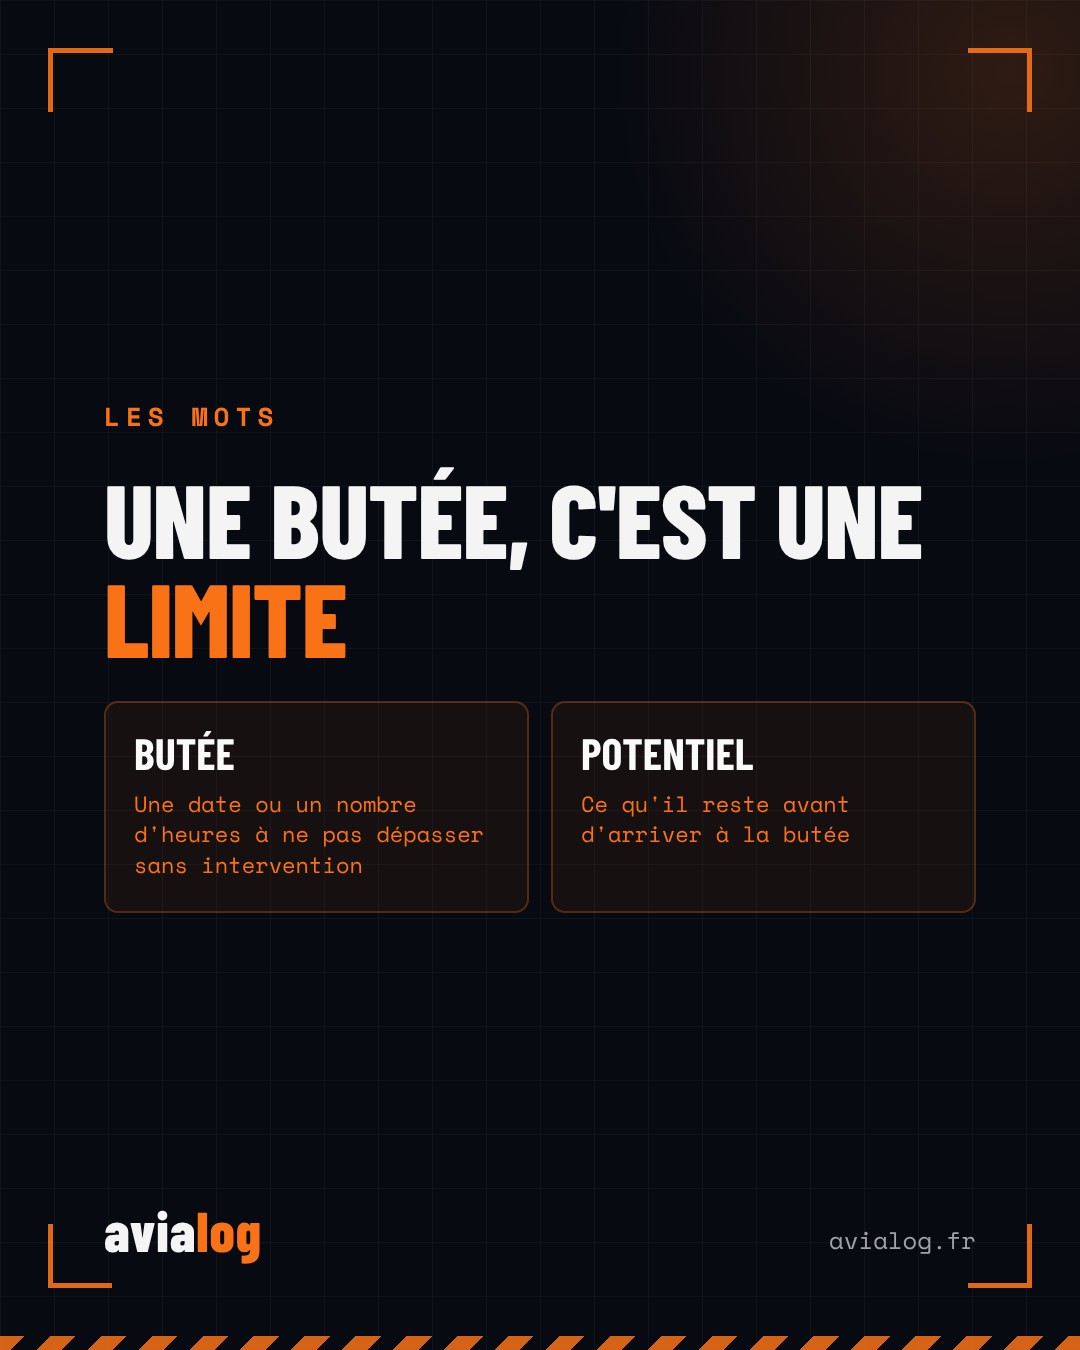 LES MOTS
UNE BUTÉE, C'EST UNE
LIMITE
BUTÉE
Une date ou un nombre
d'heures à ne pas dépasser
sans intervention
POTENTIEL
Ce qu'il reste avant
d'arriver à la butée
avialog
avialog.fr